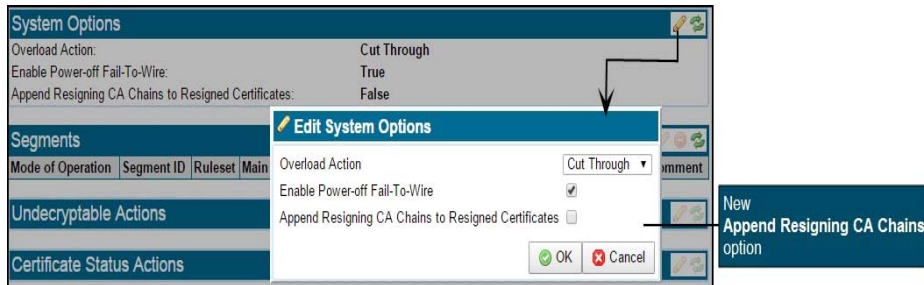 System Options
Overload Action: Cut Through
Enable Power-off Fail-To-Wire: True
Append Resigning CA Chains to Resigned Certificates: False
Edit System Options
Segments
Overload Action Cut Through
Mode of Operation Segment ID Ruleset Main mment
Enable Power-off Fail-To-Wire
Append Resigning CA Chains to Resigned Certificates
Undecryptable Actions
OK Cancel
Certificate Status Actions
New
Append Resigning CA Chains
option